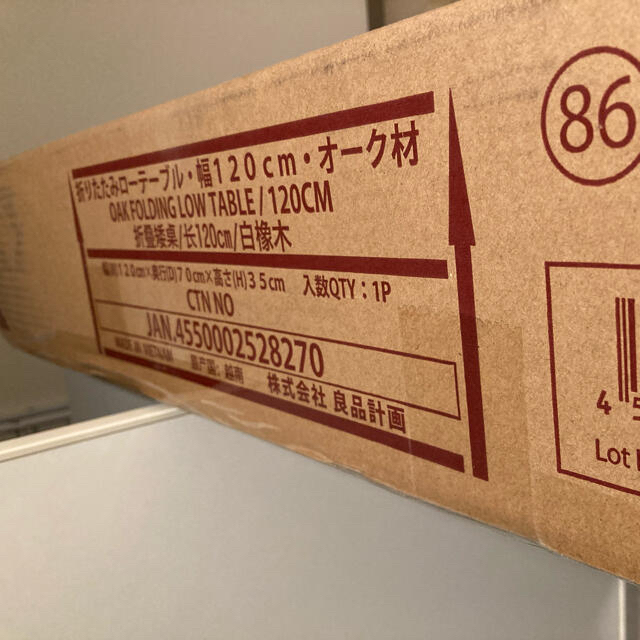 折りたたみローテーブル・幅120cm・オーク材
OAK FOLDING LOW TABLE / 120CM
折叠矮桌/长120cm/白橡木
幅(W)120cm×奥行(D)70cm×高さ(H)35cm 入数QTY：1P
CTN NO
JAN.4550002528270
MADE IN VIETNAM 原产国：越南 株式会社 良品計画
86
4 5
Lot